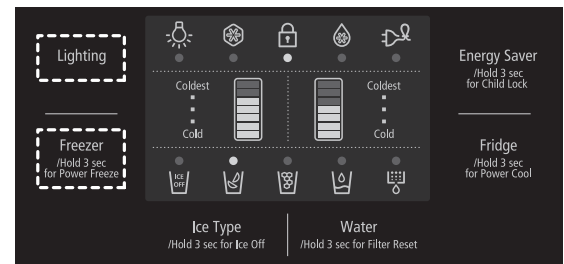 Lighting
Freezer
/Hold 3 sec
for Power Freeze
Coldest
Cold
Coldest
Cold
ICE
OFF
Energy Saver
/Hold 3 sec
for Child Lock
Fridge
/Hold 3 sec
for Power Cool
Ice Type
/Hold 3 sec for Ice Off
Water
/Hold 3 sec for Filter Reset